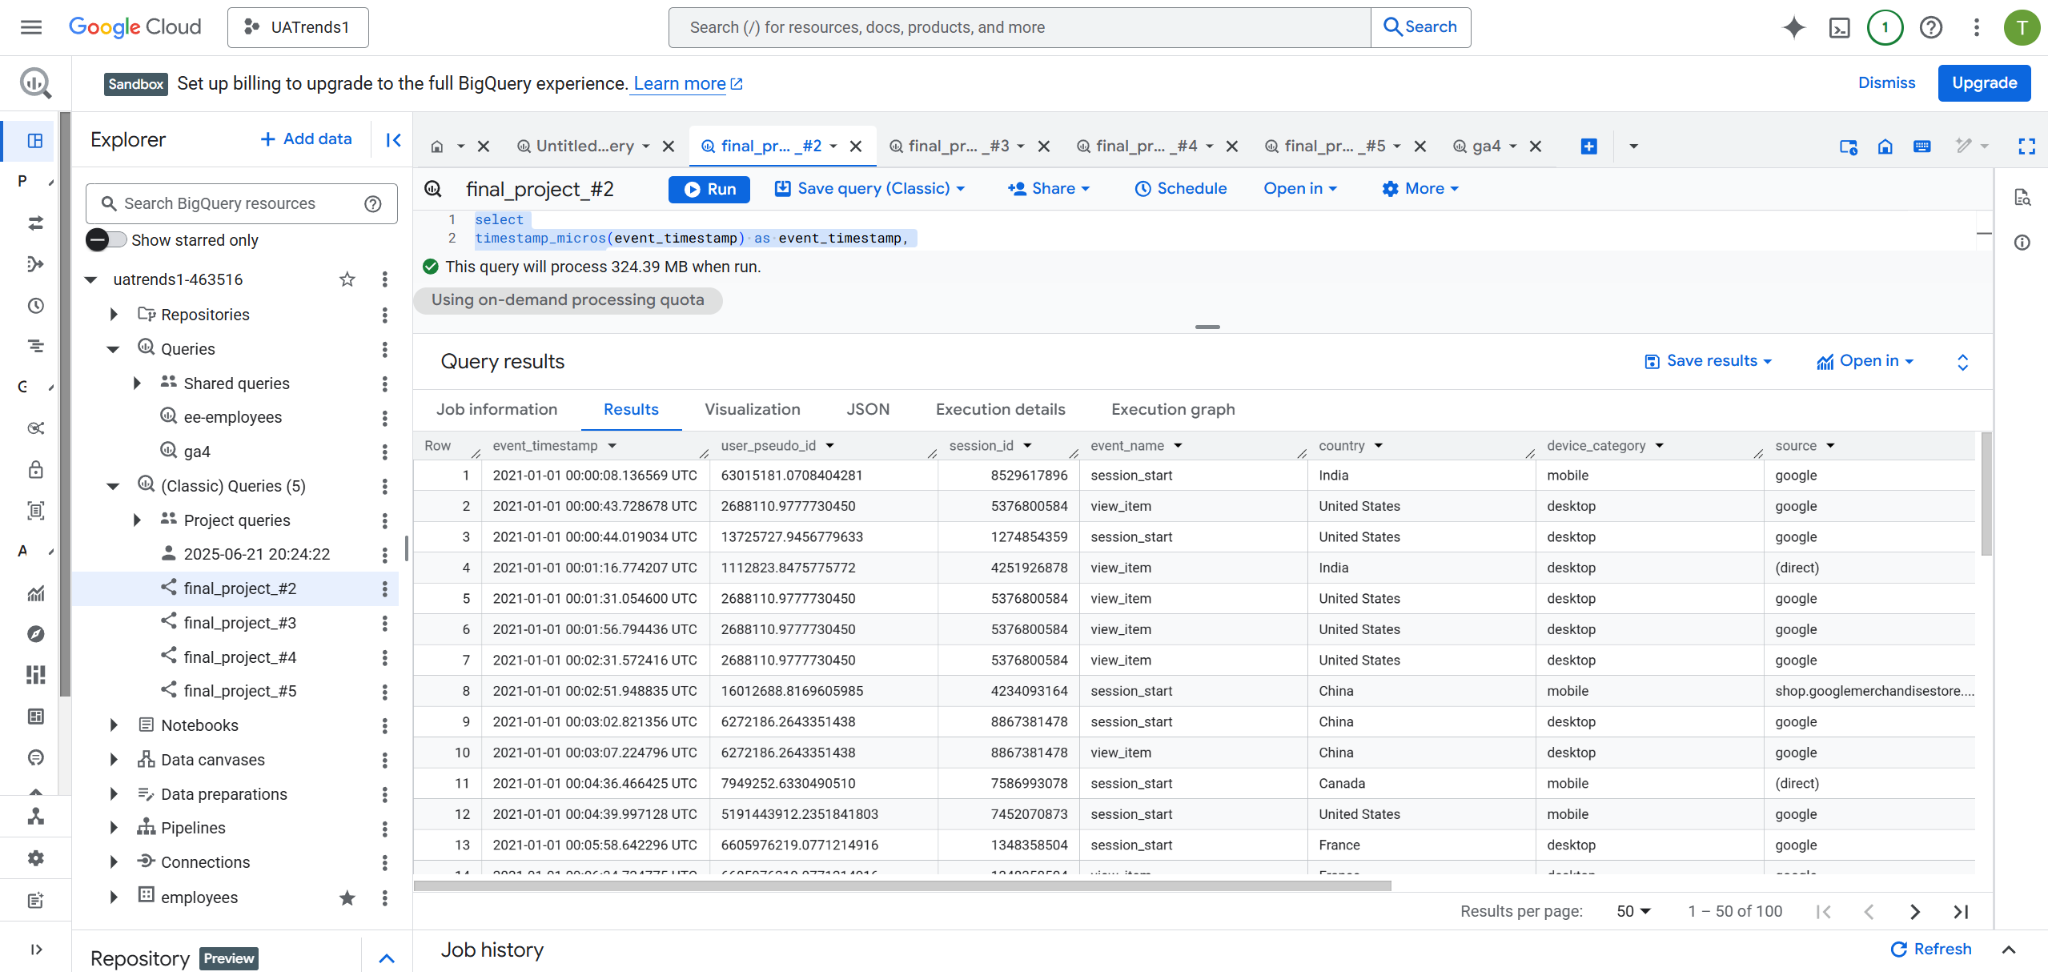 Google Cloud UATrends1 Search (/) for resources, docs, products, and more Search 1 T
Sandbox Set up billing to upgrade to the full BigQuery experience. Learn more Dismiss Upgrade
Explorer + Add data
Search BigQuery resources
Show starred only
uatrends1-463516
Repositories
Queries
Shared queries
ee-employees
ga4
(Classic) Queries (5)
Project queries
2025-06-21 20:24:22
final_project_#2
final_project_#3
final_project_#4
final_project_#5
Notebooks
Data canvases
Data preparations
Pipelines
Connections
employees
Repository Preview
P
G
A
Untitled...ery final_pr... _#2 final_pr... _#3 final_pr... _#4 final_pr... _#5 ga4
final_project_#2 Run Save query (Classic) Share Schedule Open in More
1 select
2 timestamp_micros(event_timestamp) as event_timestamp,
This query will process 324.39 MB when run.
Using on-demand processing quota
Query results Save results Open in
Job information Results Visualization JSON Execution details Execution graph
Row event_timestamp user_pseudo_id session_id event_name country device_category source
1 2021-01-01 00:00:08.136569 UTC 63015181.0708404281 8529617896 session_start India mobile google
2 2021-01-01 00:00:43.728678 UTC 2688110.9777730450 5376800584 view_item United States desktop google
3 2021-01-01 00:00:44.019034 UTC 13725727.9456779633 1274854359 session_start United States desktop google
4 2021-01-01 00:01:16.774207 UTC 1112823.8475775772 4251926878 view_item India desktop (direct)
5 2021-01-01 00:01:31.054600 UTC 2688110.9777730450 5376800584 view_item United States desktop google
6 2021-01-01 00:01:56.794436 UTC 2688110.9777730450 5376800584 view_item United States desktop google
7 2021-01-01 00:02:31.572416 UTC 2688110.9777730450 5376800584 view_item United States desktop google
8 2021-01-01 00:02:51.948835 UTC 16012688.8169605985 4234093164 session_start China mobile shop.googlemerchandisestore....
9 2021-01-01 00:03:02.821356 UTC 6272186.2643351438 8867381478 session_start China desktop google
10 2021-01-01 00:03:07.224796 UTC 6272186.2643351438 8867381478 view_item China desktop google
11 2021-01-01 00:04:36.466425 UTC 7949252.6330490510 7586993078 session_start Canada mobile (direct)
12 2021-01-01 00:04:39.997128 UTC 5191443912.2351841803 7452070873 session_start United States mobile google
13 2021-01-01 00:05:58.642296 UTC 6605976219.0771214916 1348358504 session_start France desktop google
Results per page: 50 1 – 50 of 100
Job history Refresh